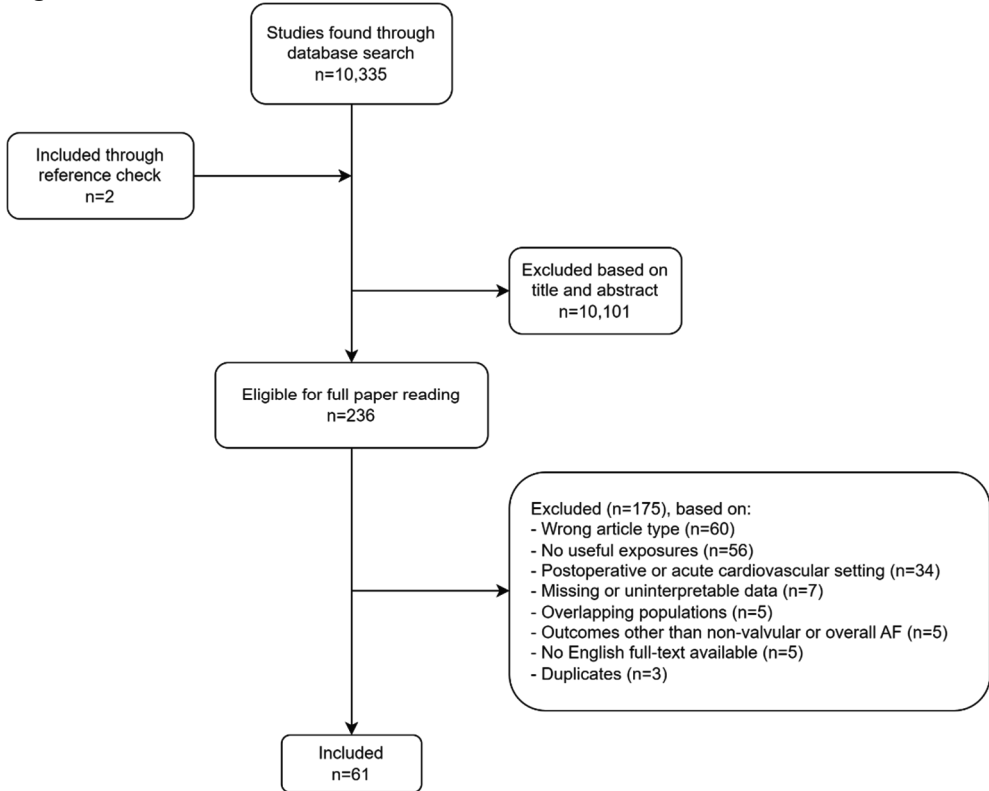 Studies found through
database search
n=10,335
Included through
reference check
n=2
Excluded based on
title and abstract
n=10,101
Eligible for full paper reading
n=236
Excluded (n=175), based on:
- Wrong article type (n=60)
- No useful exposures (n=56)
- Postoperative or acute cardiovascular setting (n=34)
- Missing or uninterpretable data (n=7)
- Overlapping populations (n=5)
- Outcomes other than non-valvular or overall AF (n=5)
- No English full-text available (n=5)
- Duplicates (n=3)
Included
n=61